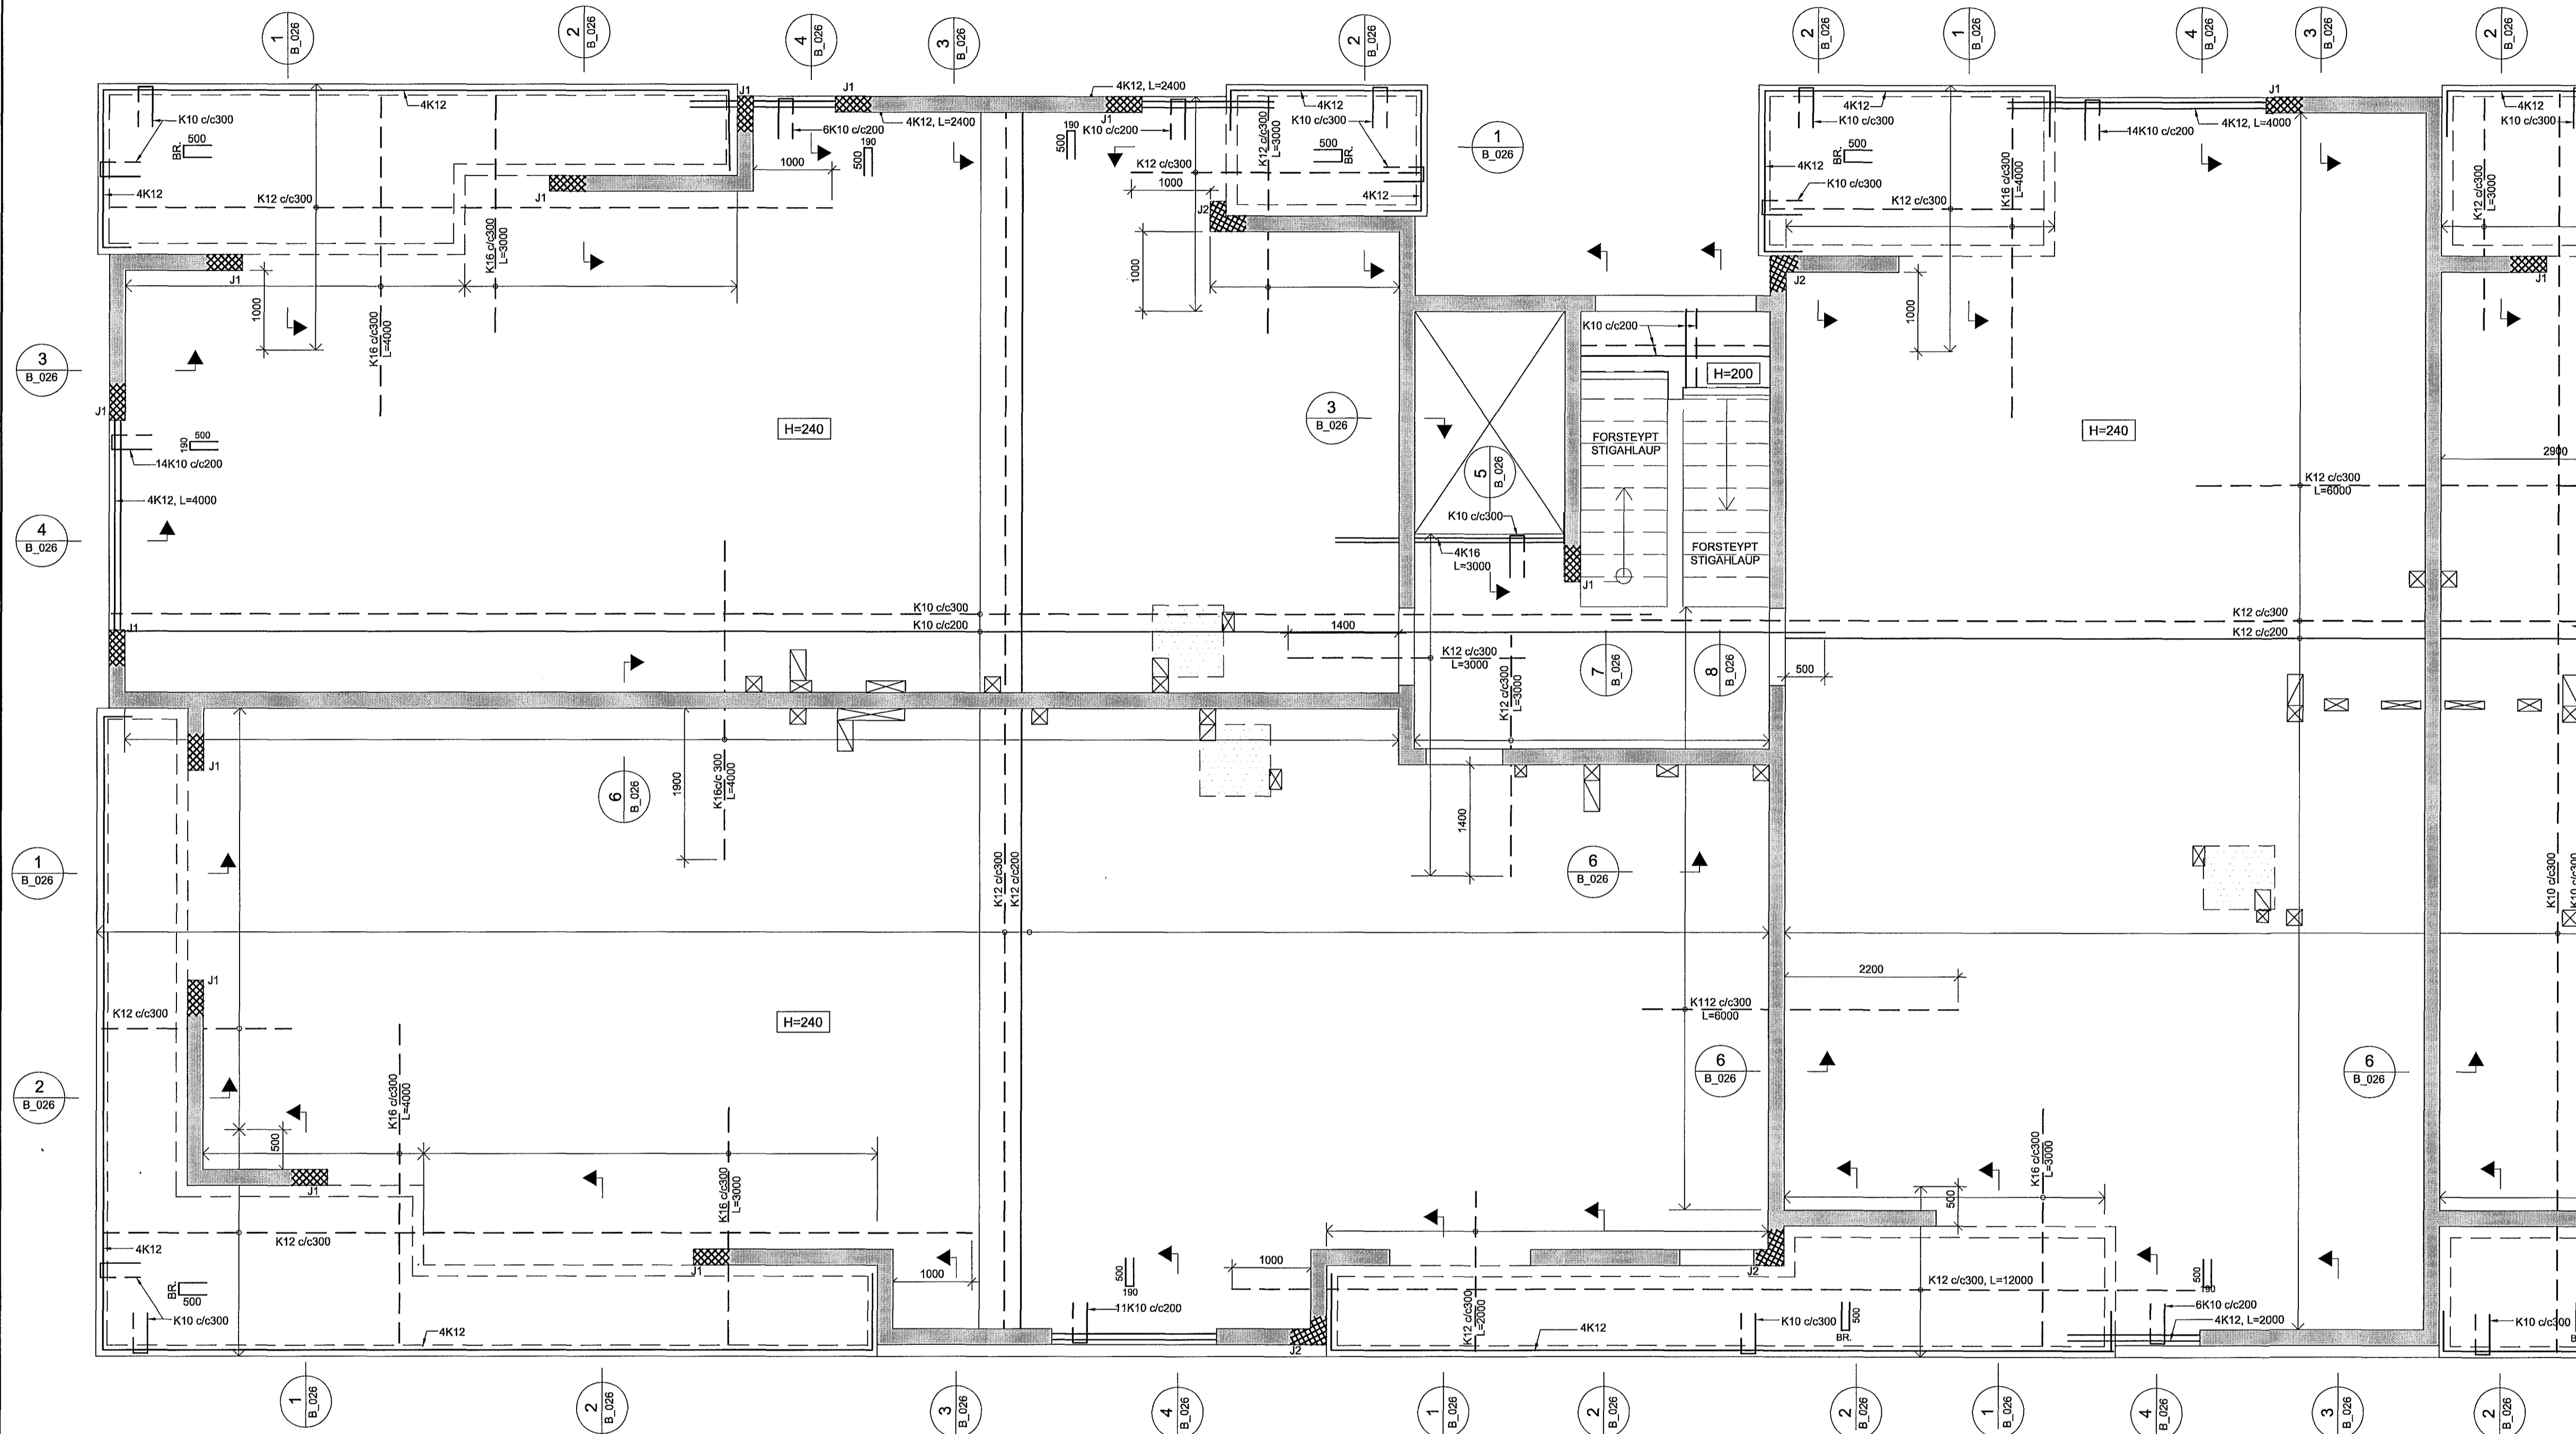 1
B_026
2
B_026
4
B_026
3
B_026
2
B_026
2
B_026
1
B_026
4
B_026
3
B_026
2
B_026
4K12
J1
J1
4K12, L=2400
4K12, L=2400
J1
K10 c/c300
500
BR.
6K10 c/c200
190
500
190
500
K10 c/c200
K12 c/c300
L=3000
4K12
K10 c/c300
500
BR.
1
B_026
4K12
K10 c/c300
500
BR.
K16 c/c300
L=4000
14K10 c/c200
J1
4K12, L=4000
4K12
K10 c/c300
K12 c/c300
L=3000
4K12
K12 c/c300
J1
1000
K12 c/c300
1000
4K12
J2
4K12
K10 c/c300
K12 c/c300
K16 c/c300
L=3000
J1
1000
K16 c/c300
L=4000
1000
J2
1000
J1
K10 c/c200
H=200
3
B_026
J1
3
B_026
H=240
H=240
500
190
14K10 c/c200
4K12, L=4000
4
B_026
FORSTEYPT
STIGAHLAUP
5
B_026
K10 c/c300
4K16
L=3000
FORSTEYPT
STIGAHLAUP
J1
2900
K12 c/c300
L=6000
J1
K10 c/c300
K10 c/c200
1400
K12 c/c300
K12 c/c200
K12 c/c300
L=3000
K12 c/c300
L=3000
7
B_026
8
B_026
500
J1
6
B_026
1900
K16c/c 300
L=4000
1400
1
B_026
K12 c/c300
K12 c/c200
6
B_026
K10 c/c300
K10 c/c300
J1
K12 c/c300
H=240
2200
K112 c/c300
L=6000
2
B_026
K16 c/c300
L=4000
6
B_026
6
B_026
500
J1
K16 c/c300
L=3000
K16 c/c300
L=3000
500
K12 c/c300
4K12
BR.
500
K10 c/c300
4K12
J1
1000
500
190
11K10 c/c200
1000
J2
K12 c/c300
L=2000
4K12
K10 c/c300
500
BR.
J2
K12 c/c300, L=12000
500
190
6K10 c/c200
4K12, L=2000
K10 c/c300
1
B_026
2
B_026
3
B_026
4
B_026
1
B_026
2
B_026
2
B_026
1
B_026
4
B_026
3
B_026
2
B_026